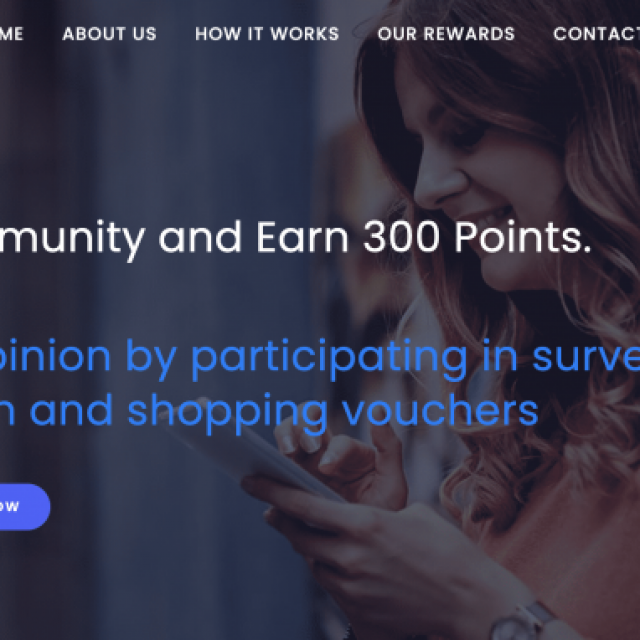 ME ABOUT US HOW IT WORKS OUR REWARDS CONTACT
mmunity and Earn 300 Points.
pinion by participating in surve
n and shopping vouchers
ow